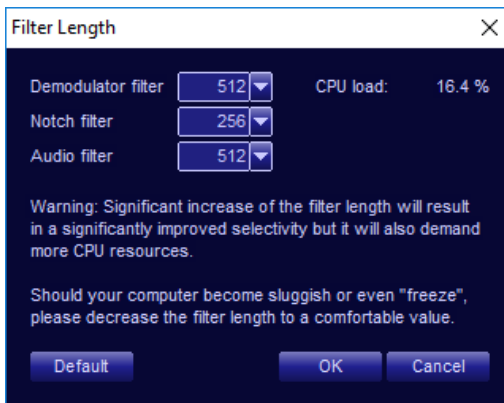 Filter Length
Demodulator filter 512 CPU load: 16.4 %
Notch filter 256
Audio filter 512
Warning: Significant increase of the filter length will result
in a significantly improved selectivity but it will also demand
more CPU resources.
Should your computer become sluggish or even "freeze",
please decrease the filter length to a comfortable value.
Default OK Cancel